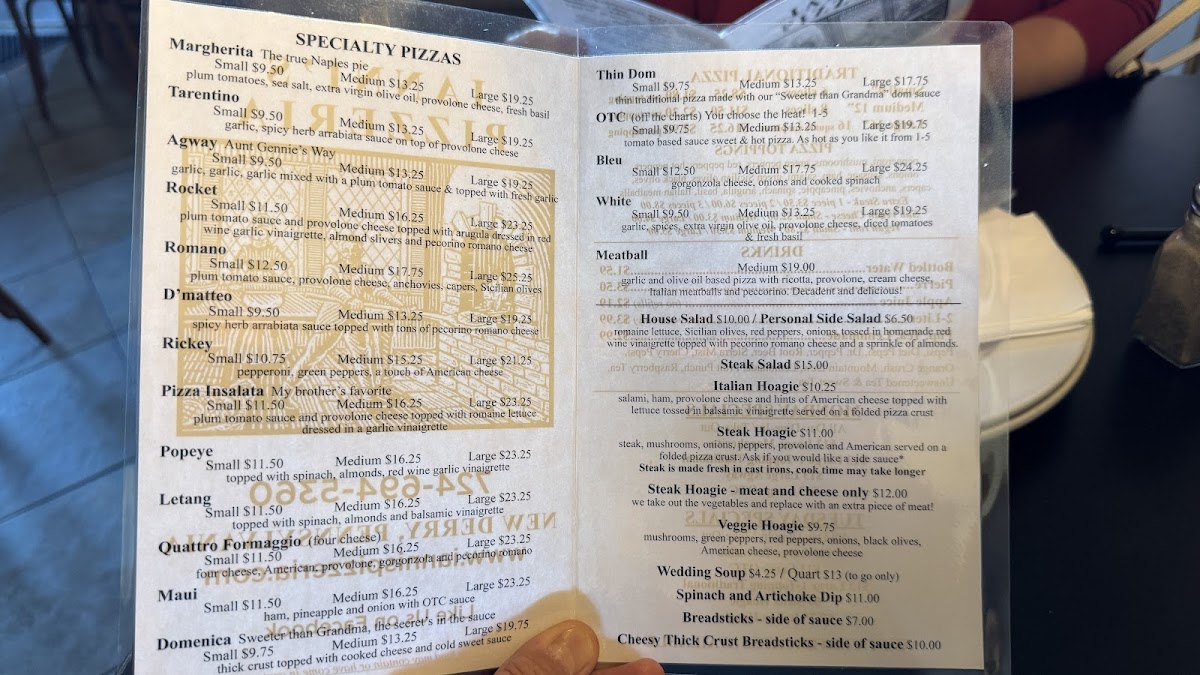 SPECIALTY PIZZAS
Margherita The true Naples pie
Small $9.50 Medium $13.25 Large $19.25
plum tomatoes, sea salt, extra virgin olive oil, provolone cheese, fresh basil
Tarentino
Small $9.50 Medium $13.25 Large $19.25
garlic, spicy herb arrabiata sauce on top of provolone cheese
Agway Aunt Gennie's Way
Small $9.50 Medium $13.25 Large $19.25
garlic, garlic, garlic mixed with a plum tomato sauce & topped with fresh garlic
Rocket
Small $11.50 Medium $16.25 Large $23.25
plum tomato sauce and provolone cheese topped with arugula dressed in red
wine garlic vinaigrette, almond slivers and pecorino romano cheese
Romano
Small $12.50 Medium $17.75 Large $25.25
plum tomato sauce, provolone cheese, anchovies, capers, Sicilian olives
D'matteo
Small $9.50 Medium $13.25 Large $19.25
spicy herb arrabiata sauce topped with tons of pecorino romano cheese
Rickey
Small $10.75 Medium $15.25 Large $21.25
pepperoni, green peppers, a touch of American cheese
Pizza Insalata My brother's favorite
Small $11.50 Medium $16.25 Large $23.25
plum tomato sauce and provolone cheese topped with romaine lettuce
dressed in a garlic vinaigrette
Popeye
Small $11.50 Medium $16.25 Large $23.25
topped with spinach, almonds, red wine garlic vinaigrette
Letang
Small $11.50 Medium $16.25 Large $23.25
topped with spinach, almonds and balsamic vinaigrette
Quattro Formaggio (four cheese)
Small $11.50 Medium $16.25 Large $23.25
four cheese, American, provolone, gorgonzola and pecorino romano
Maui
Small $11.50 Medium $16.25 Large $23.25
ham, pineapple and onion with OTC sauce
Domenica Sweeter than Grandma, the secret's in the sauce
Small $9.75 Medium $13.25 Large $19.75
thick crust topped with cooked cheese and cold sweet sauce
Thin Dom
Small $9.75 Medium $13.25 Large $17.75
thin traditional pizza made with our "Sweeter than Grandma" dom sauce
OTC (off the charts) You choose the heat! 1-5
Small $9.75 Medium $13.25 Large $19.75
tomato based sauce sweet & hot pizza. As hot as you like it from 1-5
Bleu
Small $12.50 Medium $17.75 Large $24.25
gorgonzola cheese, onions and cooked spinach
White
Small $9.50 Medium $13.25 Large $19.25
garlic, spices, extra virgin olive oil, provolone cheese, diced tomatoes
& fresh basil
Meatball
Medium $19.00
garlic and olive oil based pizza with ricotta, provolone, cream cheese,
Italian meatballs and peccorino. Decadent and delicious!
House Salad $10.00 / Personal Side Salad $6.50
romaine lettuce, Sicilian olives, red peppers, onions, tossed in homemade red
wine vinaigrette topped with pecorino romano cheese and a sprinkle of almonds.
Steak Salad $15.00
Italian Hoagie $10.25
salami, ham, provolone cheese and hints of American cheese topped with
lettuce tossed in balsamic vinaigrette served on a folded pizza crust
Steak Hoagie $11.00
steak, mushrooms, onions, peppers, provolone and American served on a
folded pizza crust. Ask if you would like a side sauce*
Steak is made fresh in cast irons, cook time may take longer
Steak Hoagie - meat and cheese only $12.00
we take out the vegetables and replace with an extra piece of meat!
Veggie Hoagie $9.75
mushrooms, green peppers, red peppers, onions, black olives,
American cheese, provolone cheese
Wedding Soup $4.25 / Quart $13 (to go only)
Spinach and Artichoke Dip $11.00
Breadsticks - side of sauce $7.00
Cheesy Thick Crust Breadsticks - side of sauce $10.00